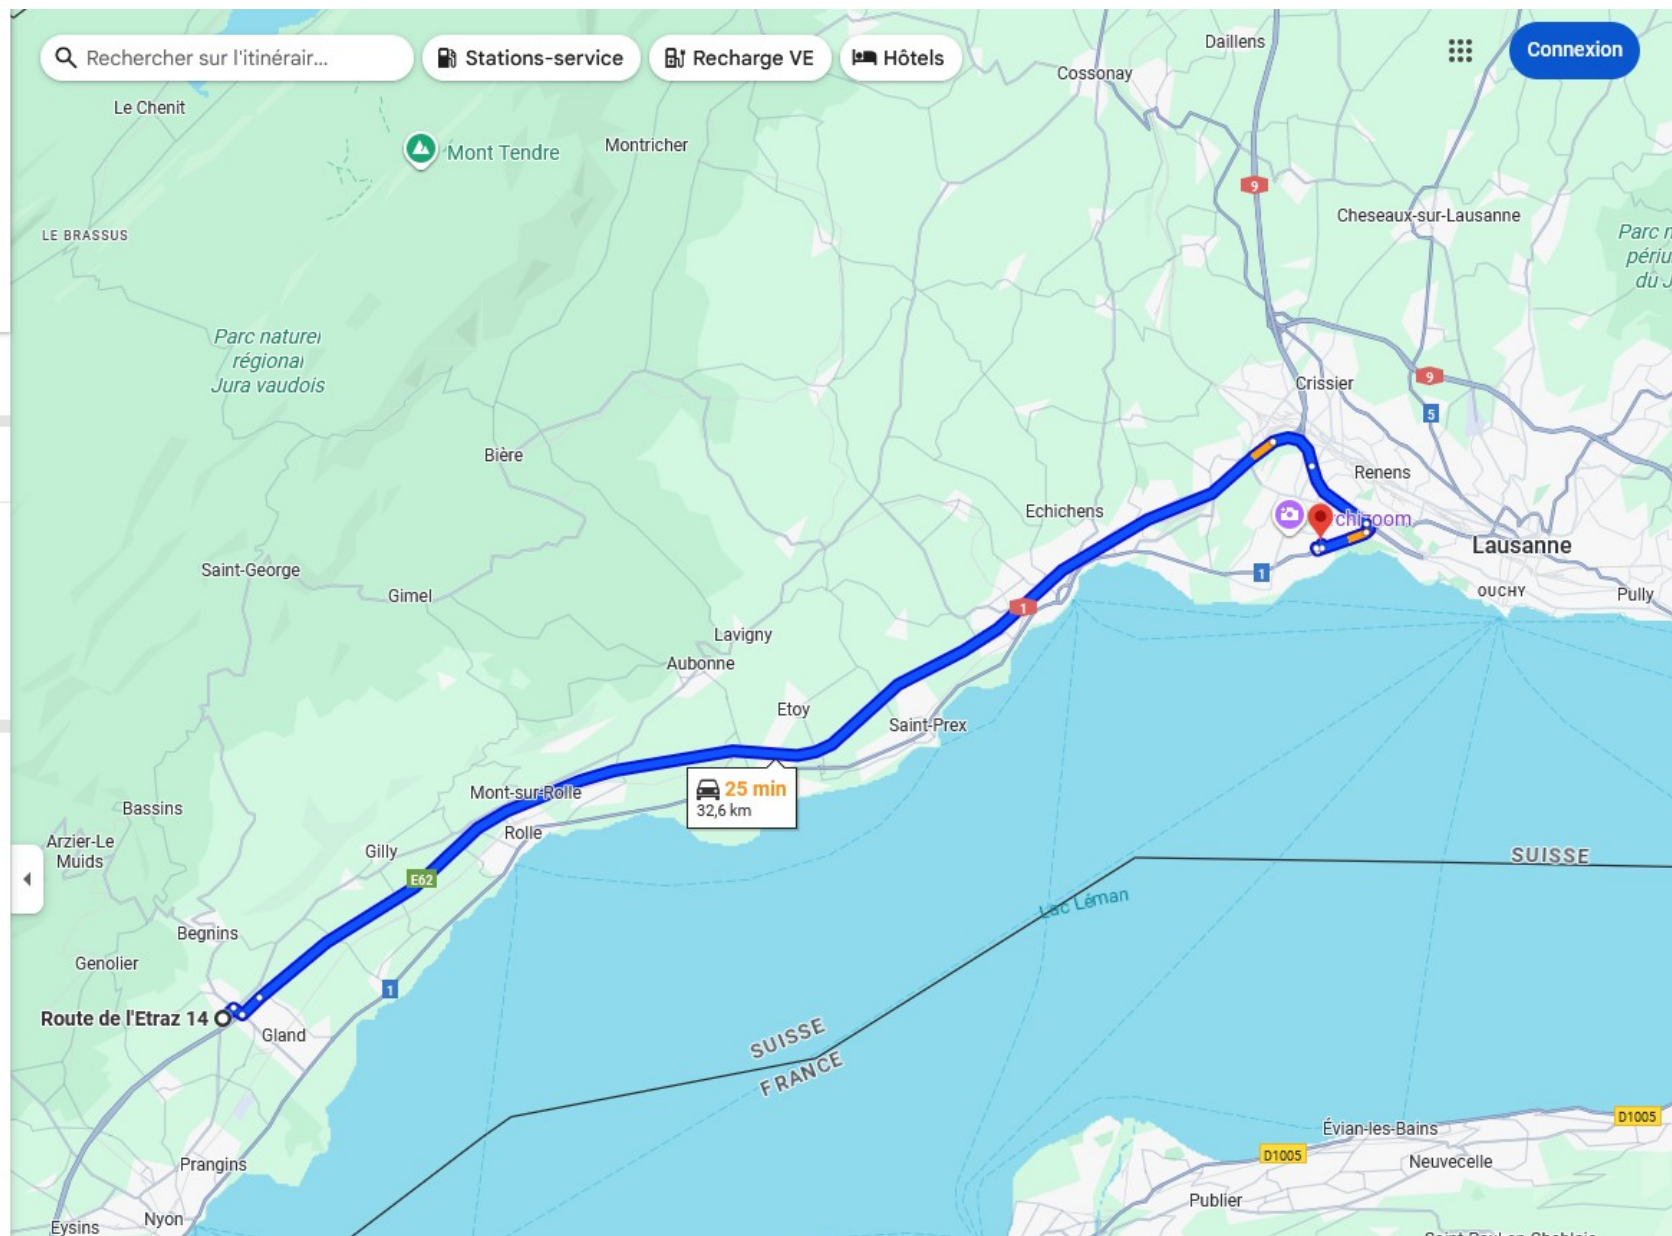 Rechercher sur l'itinérair...
Stations-service
Recharge VE
Hôtels
Connexion
Daillens
Cossonay
Le Chenit
Mont Tendre
Montricher
9
Cheseaux-sur-Lausanne
LE BRASSUS
Parc n
périu
du J
Parc naturel
régional
Jura vaudois
Crissier
9
5
Bière
Renens
Echichens
chizoom
Lausanne
Saint-George
1
OUCHY
Pully
Gimel
1
Lavigny
Aubonne
Etoy
Saint-Prex
25 min
32,6 km
Mont-sur-Rolle
Bassins
Rolle
Arzier-Le
Muids
Gilly
SUISSE
E62
Lac Léman
Begnins
Genolier
1
Route de l'Etraz 14
Gland
SUISSE
FRANCE
D1005
Évian-les-Bains
D1005
Neuvecelle
Prangins
Publier
Nyon
Eysins